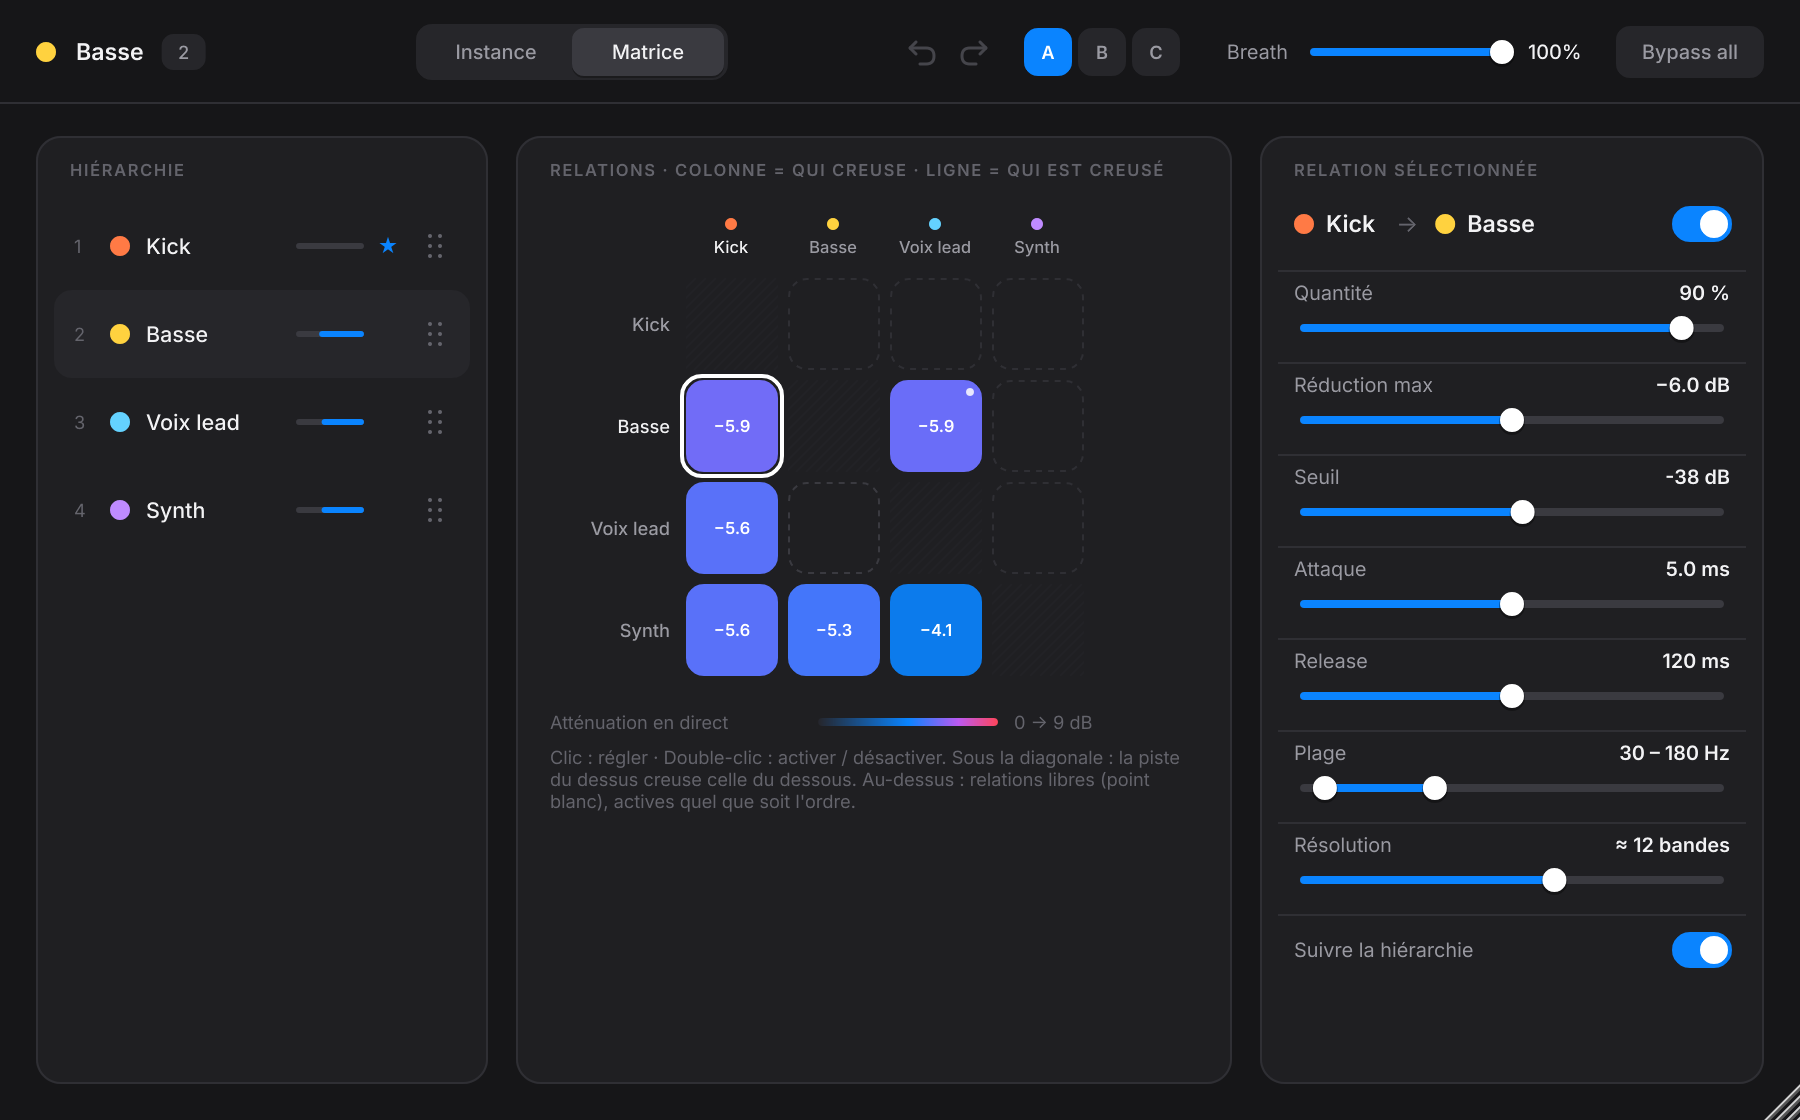 Basse 2
Instance Matrice
A B C
Breath 100%
Bypass all
HIÉRARCHIE
1 Kick ★
2 Basse
3 Voix lead
4 Synth
RELATIONS · COLONNE = QUI CREUSE · LIGNE = QUI EST CREUSÉ
Kick Basse Voix lead Synth
Kick
Basse −5.9 −5.9
Voix lead −5.6
Synth −5.6 −5.3 −4.1
Atténuation en direct 0 → 9 dB
Clic : régler · Double-clic : activer / désactiver. Sous la diagonale : la piste
du dessus creuse celle du dessous. Au-dessus : relations libres (point
blanc), actives quel que soit l'ordre.
RELATION SÉLECTIONNÉE
Kick → Basse
Quantité 90 %
Réduction max −6.0 dB
Seuil -38 dB
Attaque 5.0 ms
Release 120 ms
Plage 30 – 180 Hz
Résolution ≈ 12 bandes
Suivre la hiérarchie